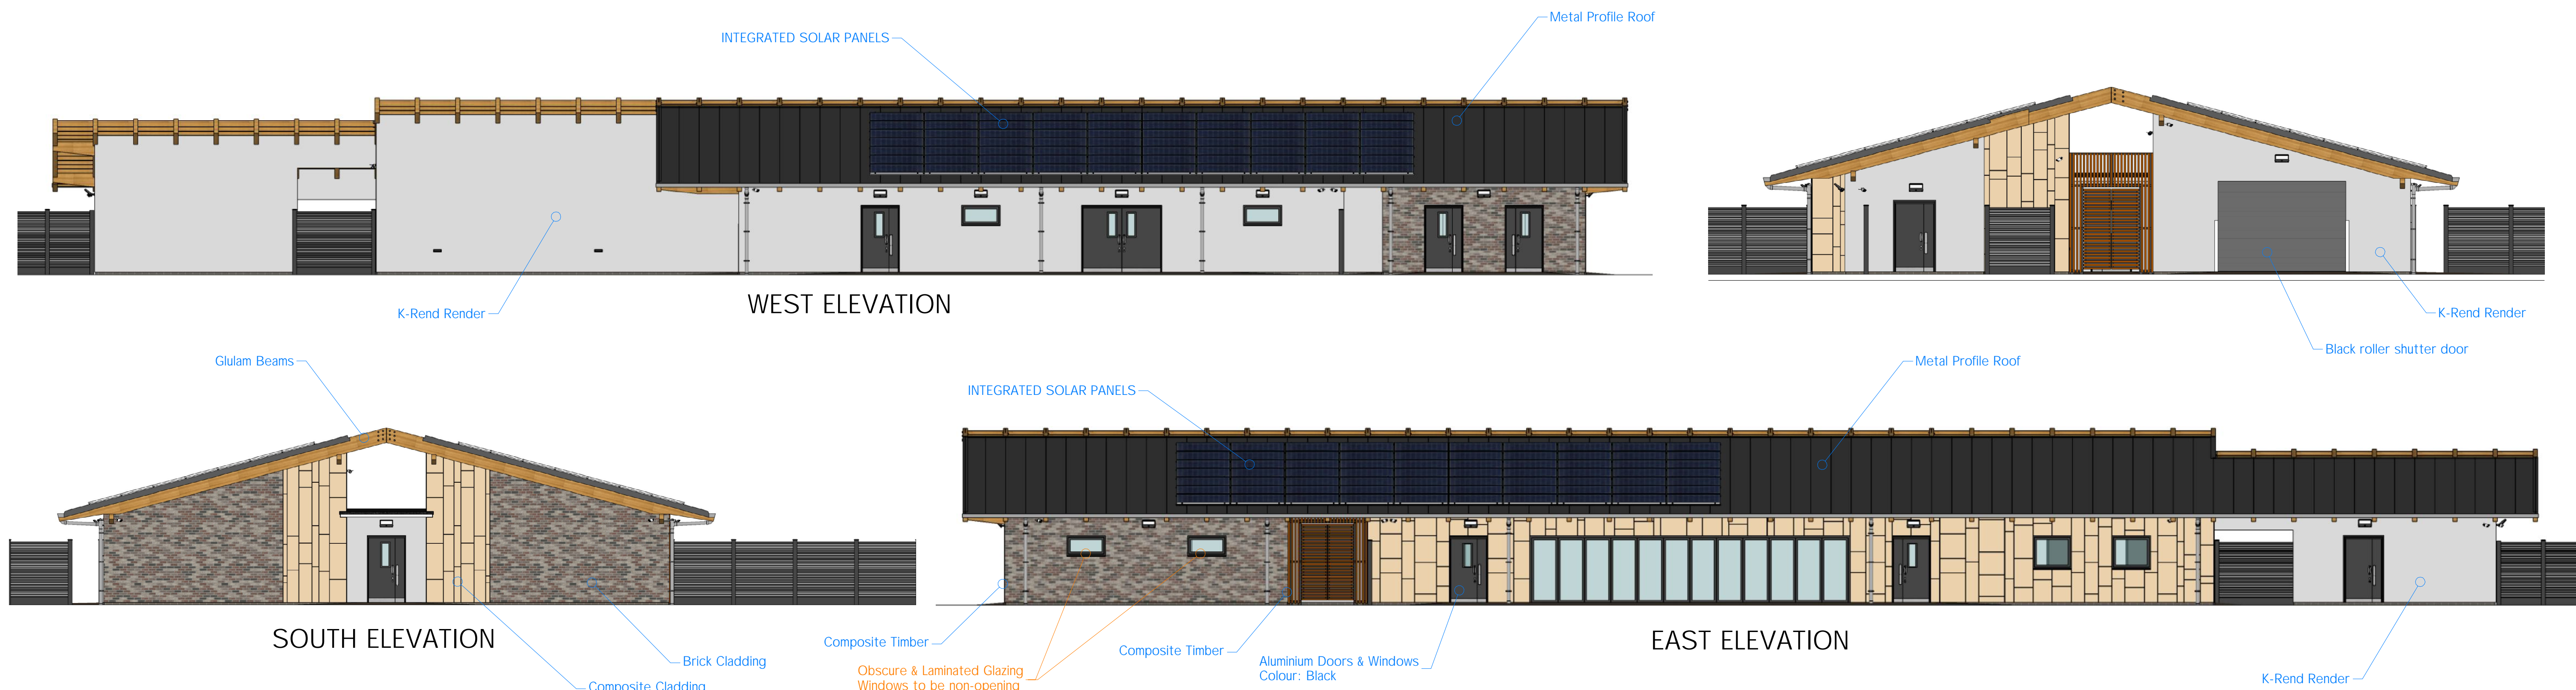 Metal Profile Roof
INTEGRATED SOLAR PANELS
K-Rend Render
WEST ELEVATION
K-Rend Render
Black roller shutter door
Glulam Beams
Metal Profile Roof
INTEGRATED SOLAR PANELS
SOUTH ELEVATION
EAST ELEVATION
Composite Timber
Composite Timber
Brick Cladding
Aluminium Doors & Windows
Colour: Black
Obscure & Laminated Glazing
Windows to be non-opening
K-Rend Render
Composite Cladding